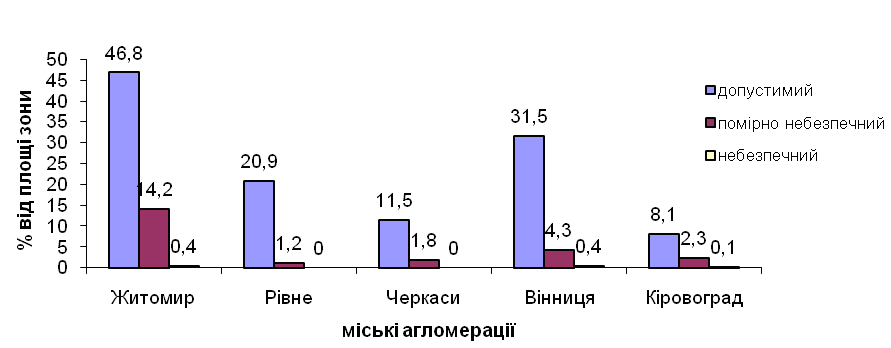 % від площі зони
50
45
40
35
30
25
20
15
10
5
0
46,8
14,2
0,4
20,9
1,2
0
11,5
1,8
0
31,5
4,3
0,4
8,1
2,3
0,1
Житомир
Рівне
Черкаси
Вінниця
Кіровоград
міські агломерації
допустимий
помірно небезпечний
небезпечний